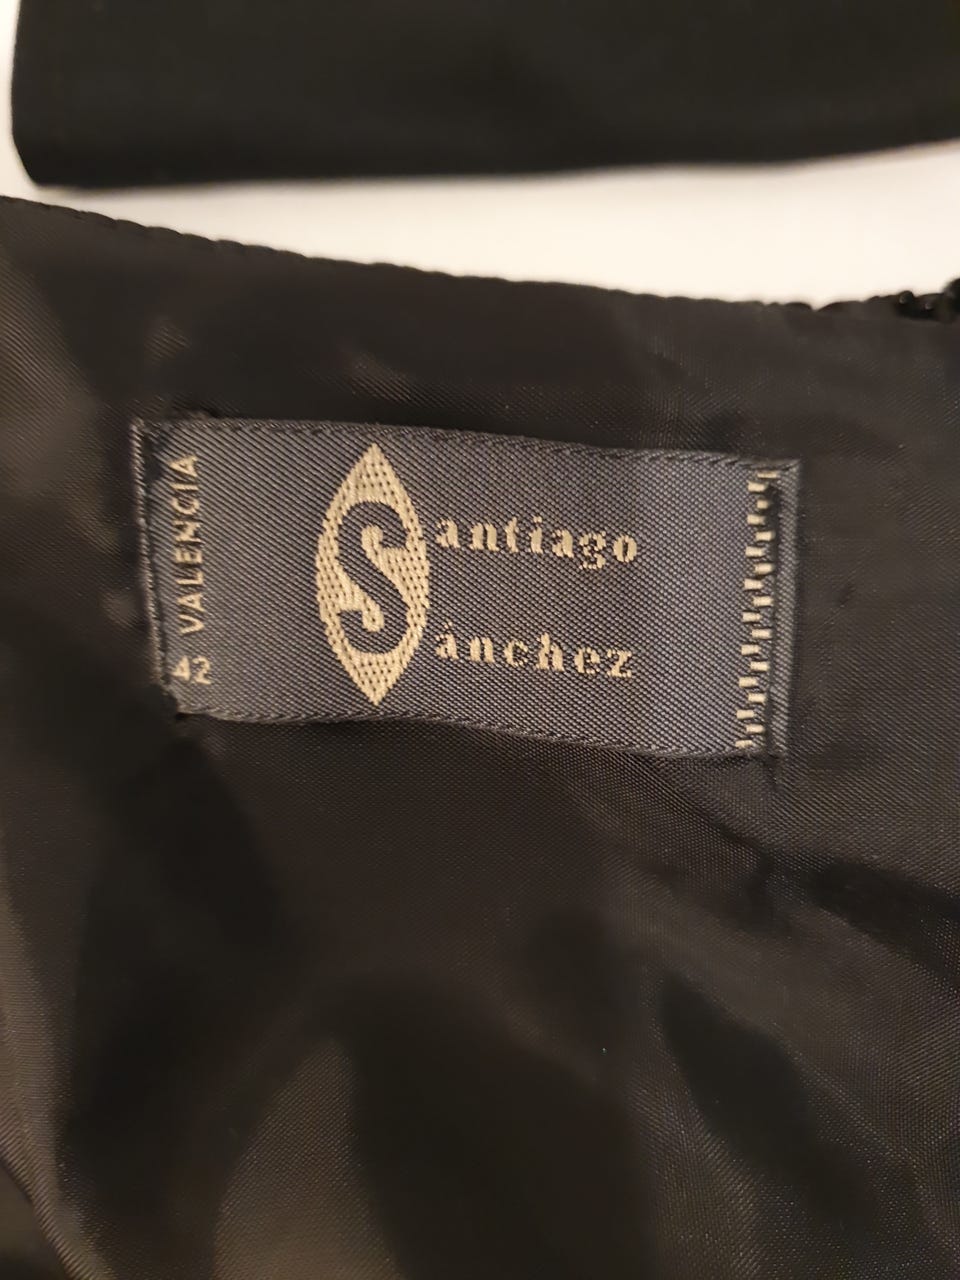 Santiago
Sánchez
42 VALENCIA